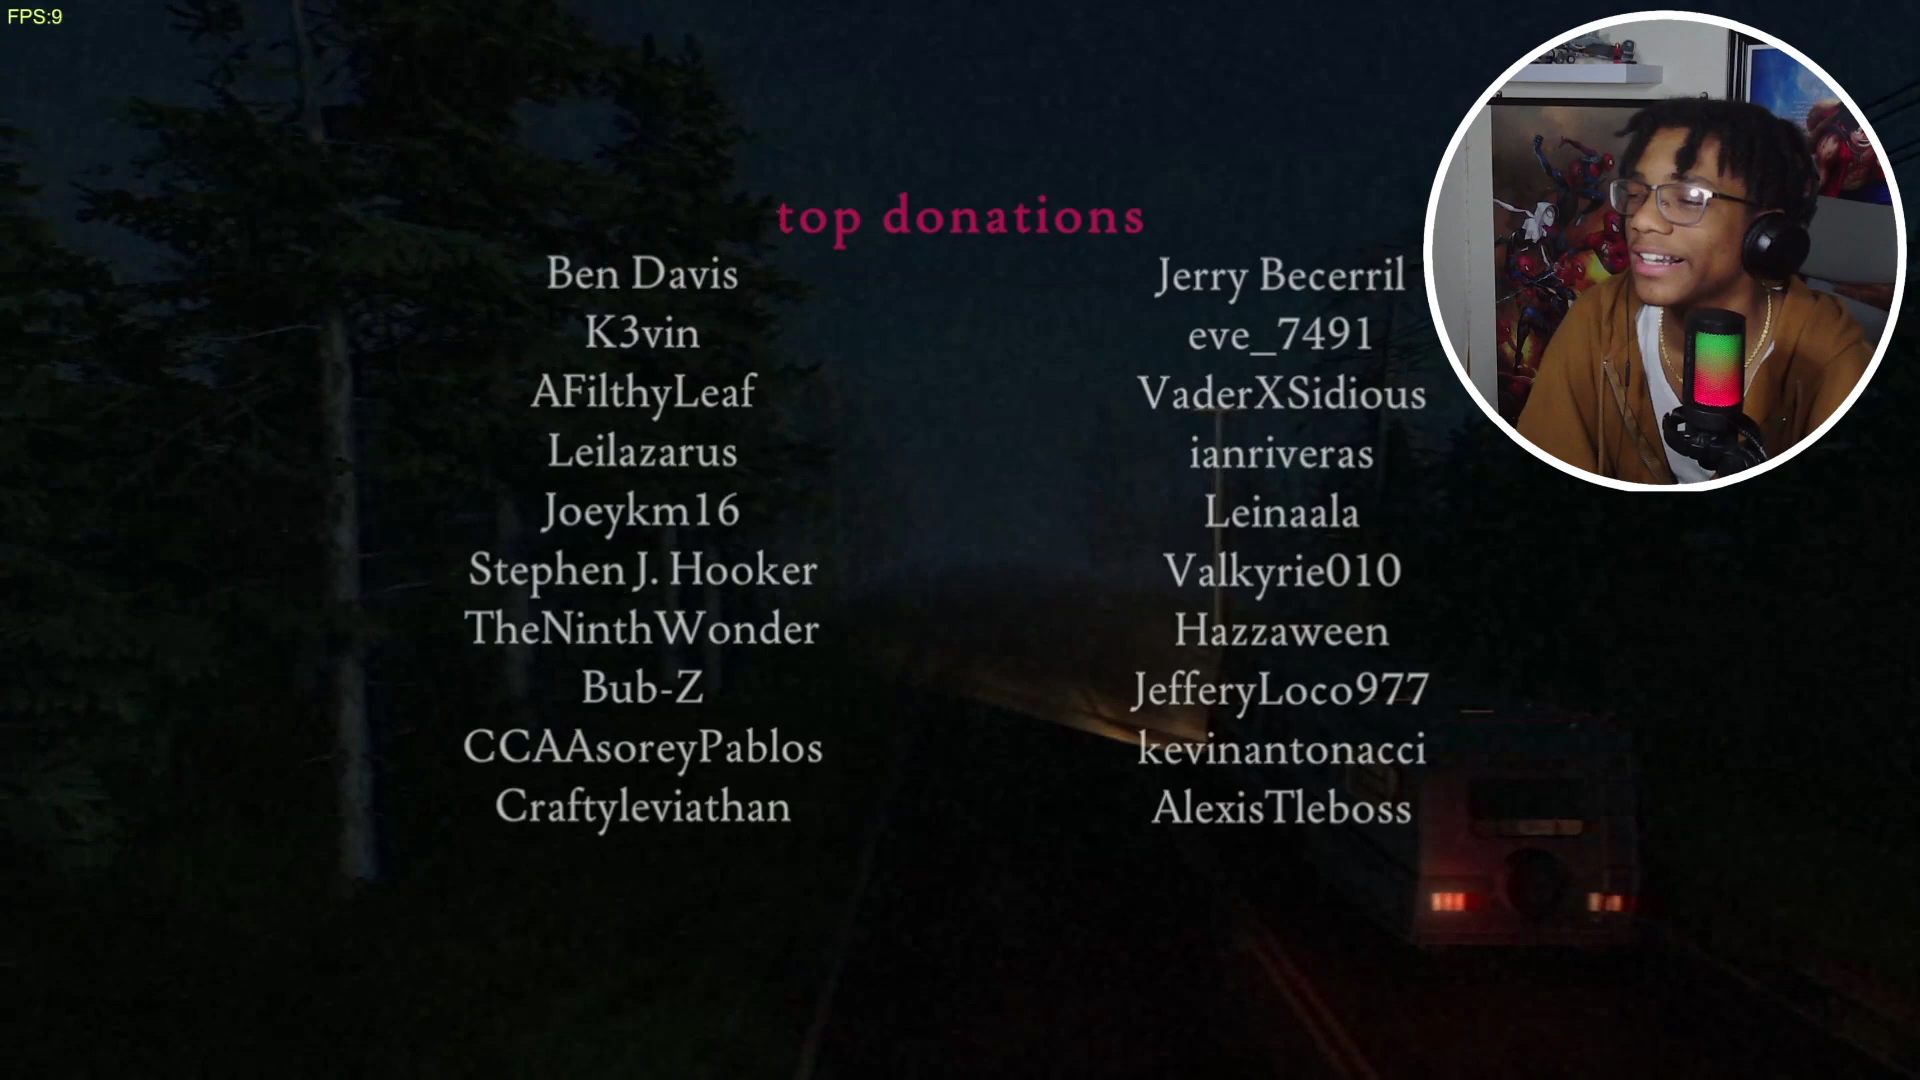 FPS:9
top donations
Ben Davis
K3vin
AFilthyLeaf
Leilazarus
Joeykm16
Stephen J. Hooker
TheNinthWonder
Bub-Z
CCAAsoreyPablos
Craftyleviathan
Jerry Becerril
eve_7491
VaderXSidious
ianriveras
Leinaala
Valkyrie010
Hazzaween
JefferyLoco977
kevinantonacci
AlexisTleboss